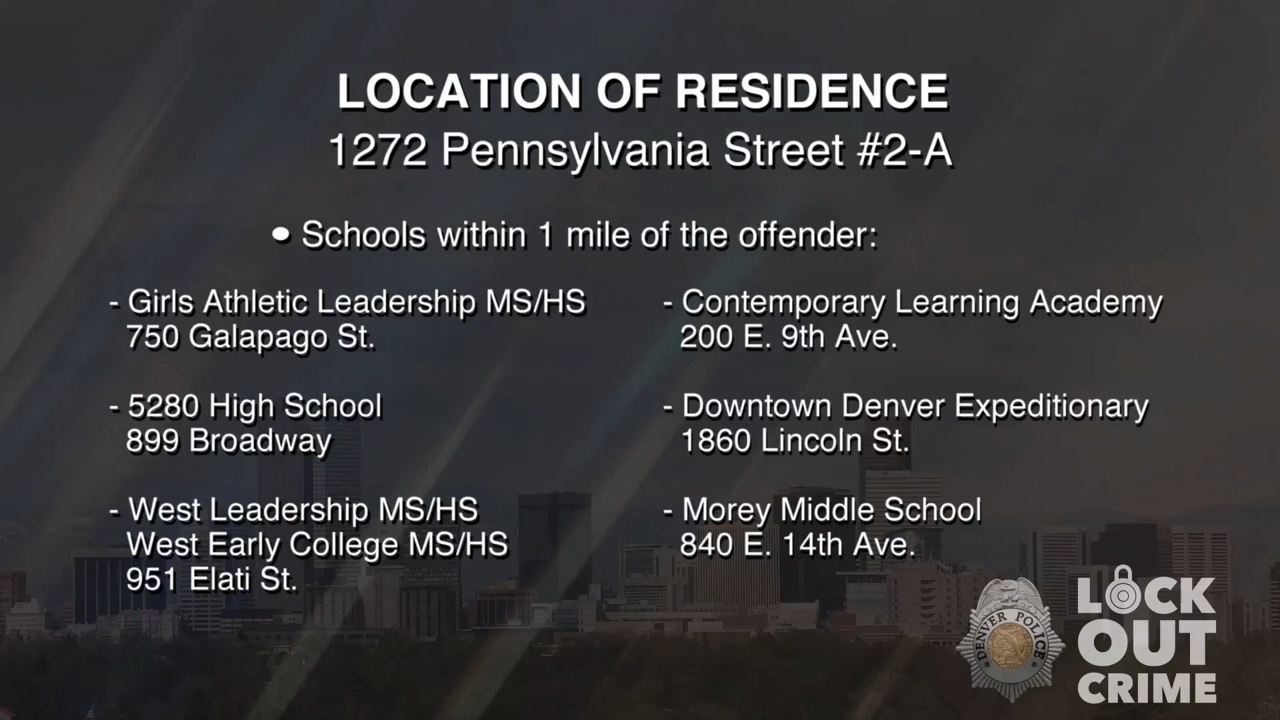 LOCATION OF RESIDENCE
1272 Pennsylvania Street #2-A
• Schools within 1 mile of the offender:
- Girls Athletic Leadership MS/HS
750 Galapago St.
- 5280 High School
899 Broadway
- West Leadership MS/HS
West Early College MS/HS
951 Elati St.
- Contemporary Learning Academy
200 E. 9th Ave.
- Downtown Denver Expeditionary
1860 Lincoln St.
- Morey Middle School
840 E. 14th Ave.
DENVER POLICE
LOCK
OUT
CRIME